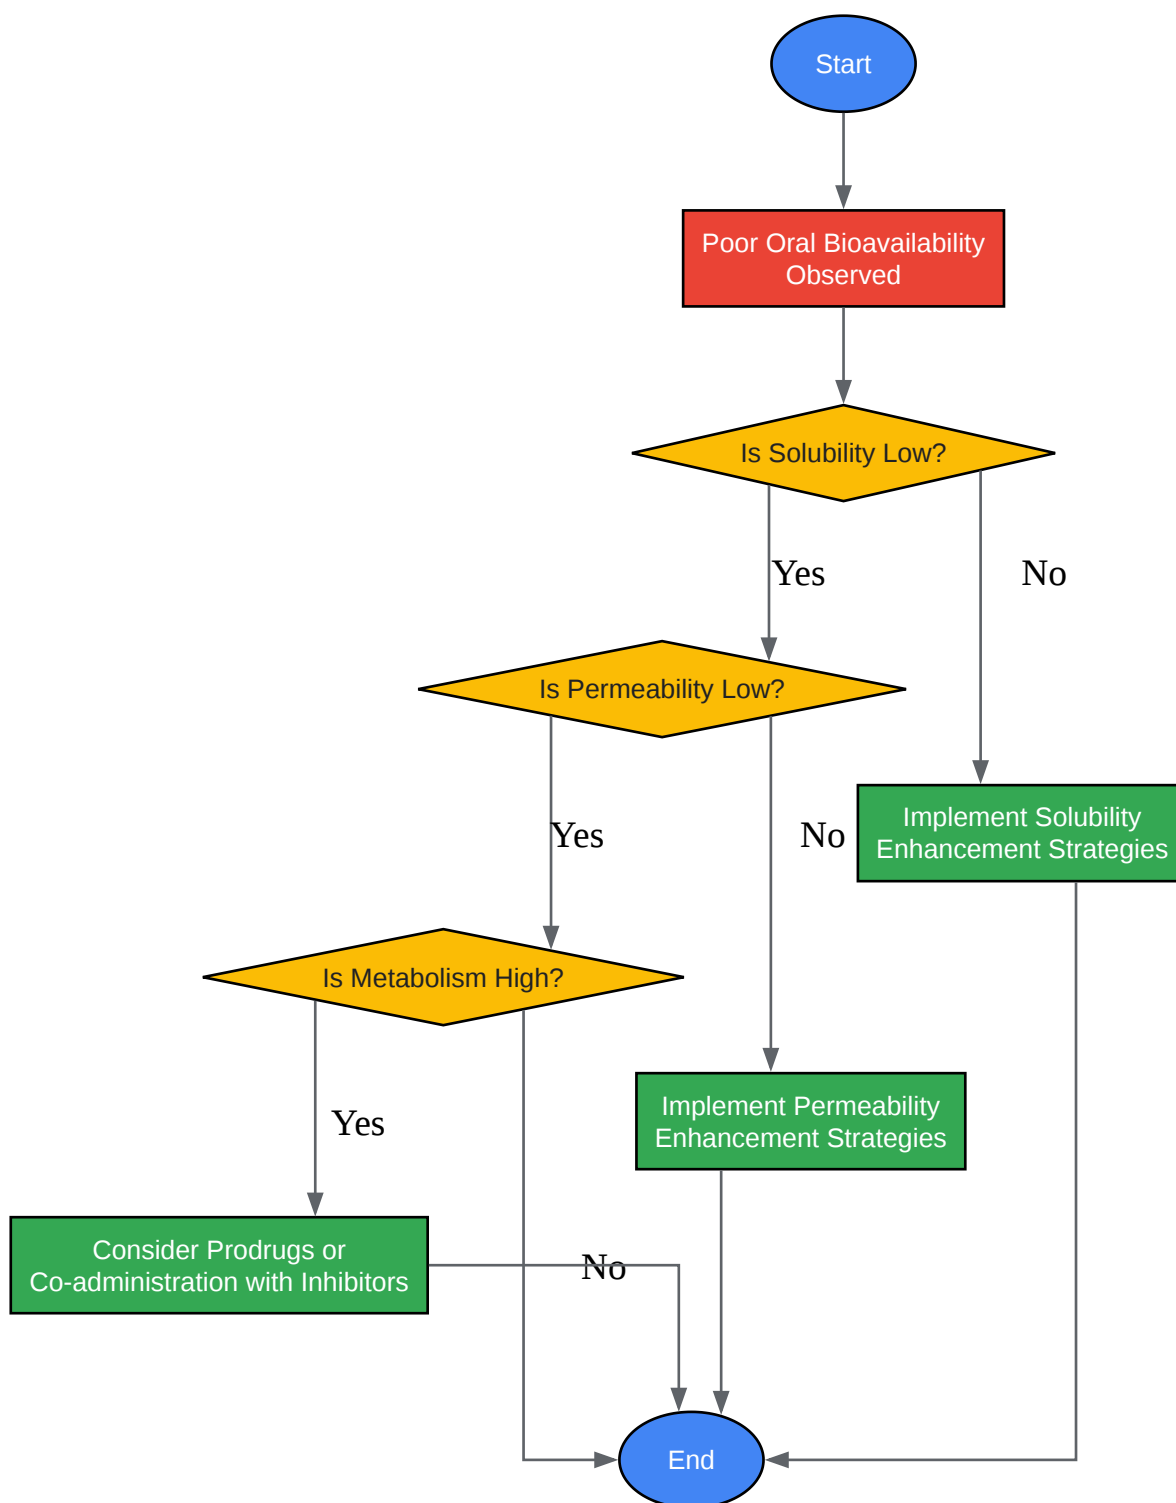 Start
Poor Oral Bioavailability
Observed
Is Solubility Low?
Yes
No
Is Permeability Low?
Implement Solubility
Enhancement Strategies
Yes
No
Is Metabolism High?
Implement Permeability
Enhancement Strategies
Yes
Consider Prodrugs or
Co-administration with Inhibitors
No
End